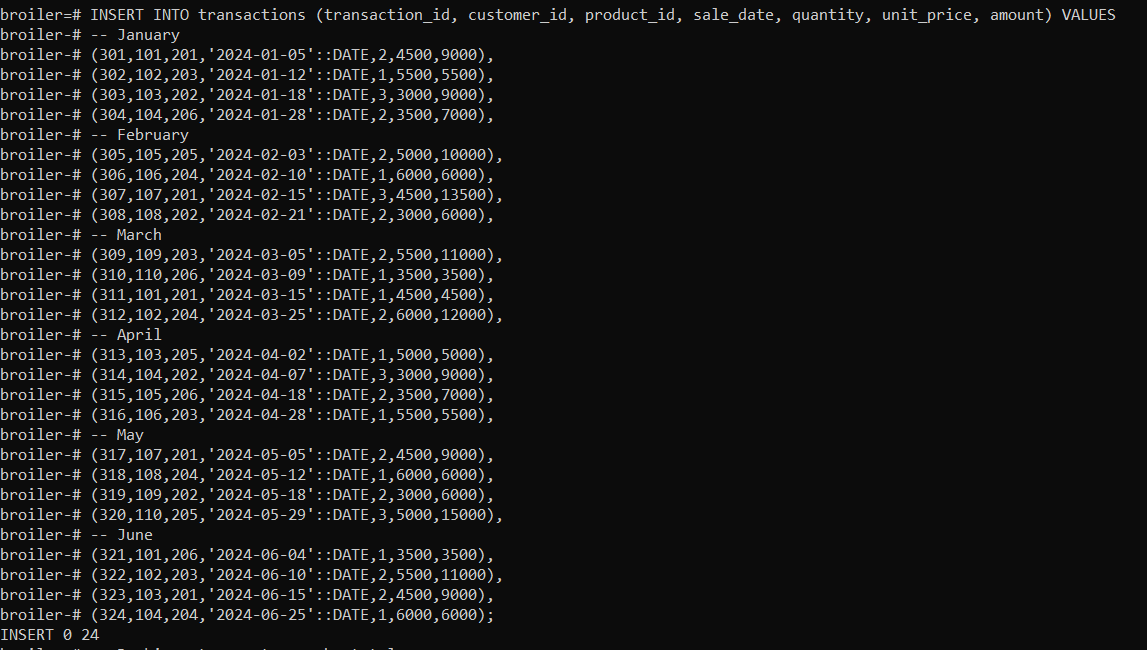 broiler=# INSERT INTO transactions (transaction_id, customer_id, product_id, sale_date, quantity, unit_price, amount) VALUES
broiler-# -- January
broiler-# (301,101,201,'2024-01-05'::DATE,2,4500,9000),
broiler-# (302,102,203,'2024-01-12'::DATE,1,5500,5500),
broiler-# (303,103,202,'2024-01-18'::DATE,3,3000,9000),
broiler-# (304,104,206,'2024-01-28'::DATE,2,3500,7000),
broiler-# -- February
broiler-# (305,105,205,'2024-02-03'::DATE,2,5000,10000),
broiler-# (306,106,204,'2024-02-10'::DATE,1,6000,6000),
broiler-# (307,107,201,'2024-02-15'::DATE,3,4500,13500),
broiler-# (308,108,202,'2024-02-21'::DATE,2,3000,6000),
broiler-# -- March
broiler-# (309,109,203,'2024-03-05'::DATE,2,5500,11000),
broiler-# (310,110,206,'2024-03-09'::DATE,1,3500,3500),
broiler-# (311,101,201,'2024-03-15'::DATE,1,4500,4500),
broiler-# (312,102,204,'2024-03-25'::DATE,2,6000,12000),
broiler-# -- April
broiler-# (313,103,205,'2024-04-02'::DATE,1,5000,5000),
broiler-# (314,104,202,'2024-04-07'::DATE,3,3000,9000),
broiler-# (315,105,206,'2024-04-18'::DATE,2,3500,7000),
broiler-# (316,106,203,'2024-04-28'::DATE,1,5500,5500),
broiler-# -- May
broiler-# (317,107,201,'2024-05-05'::DATE,2,4500,9000),
broiler-# (318,108,204,'2024-05-12'::DATE,1,6000,6000),
broiler-# (319,109,202,'2024-05-18'::DATE,2,3000,6000),
broiler-# (320,110,205,'2024-05-29'::DATE,3,5000,15000),
broiler-# -- June
broiler-# (321,101,206,'2024-06-04'::DATE,1,3500,3500),
broiler-# (322,102,203,'2024-06-10'::DATE,2,5500,11000),
broiler-# (323,103,201,'2024-06-15'::DATE,2,4500,9000),
broiler-# (324,104,204,'2024-06-25'::DATE,1,6000,6000);
INSERT 0 24